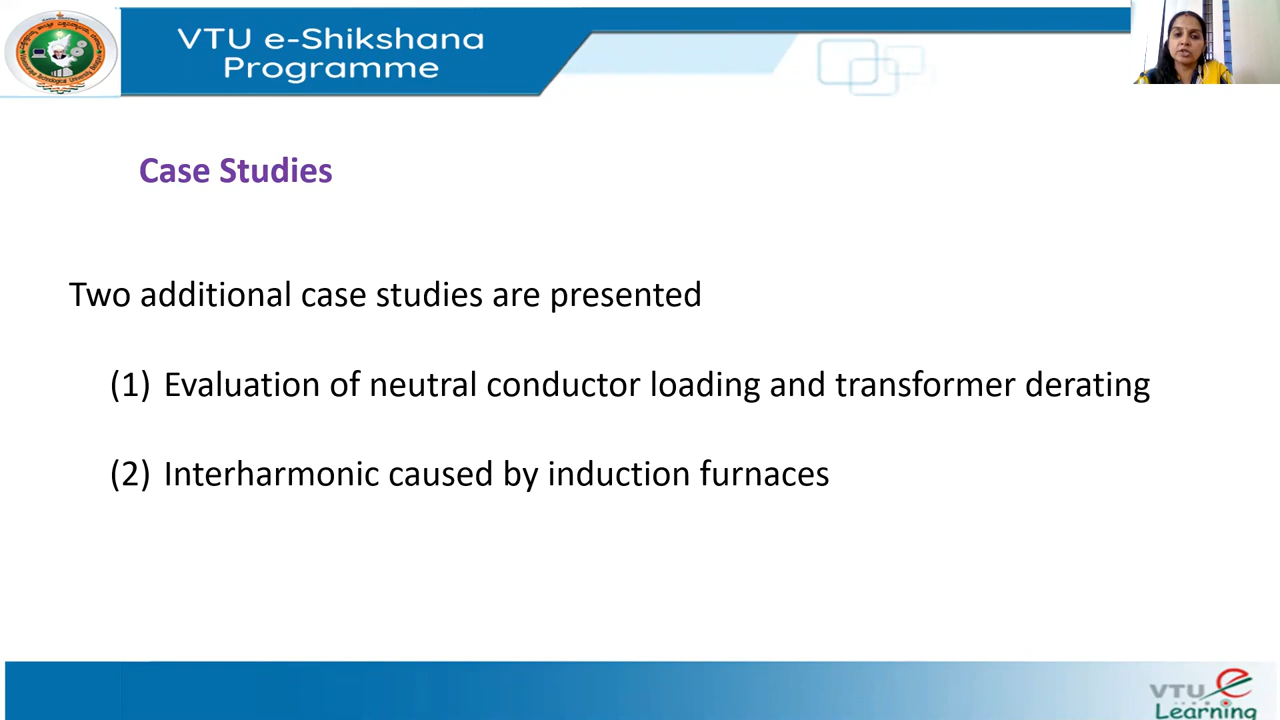 VTU e-Shikshana
Programme
Case Studies
Two additional case studies are presented
(1) Evaluation of neutral conductor loading and transformer derating
(2) Interharmonic caused by induction furnaces
VTU
Learning